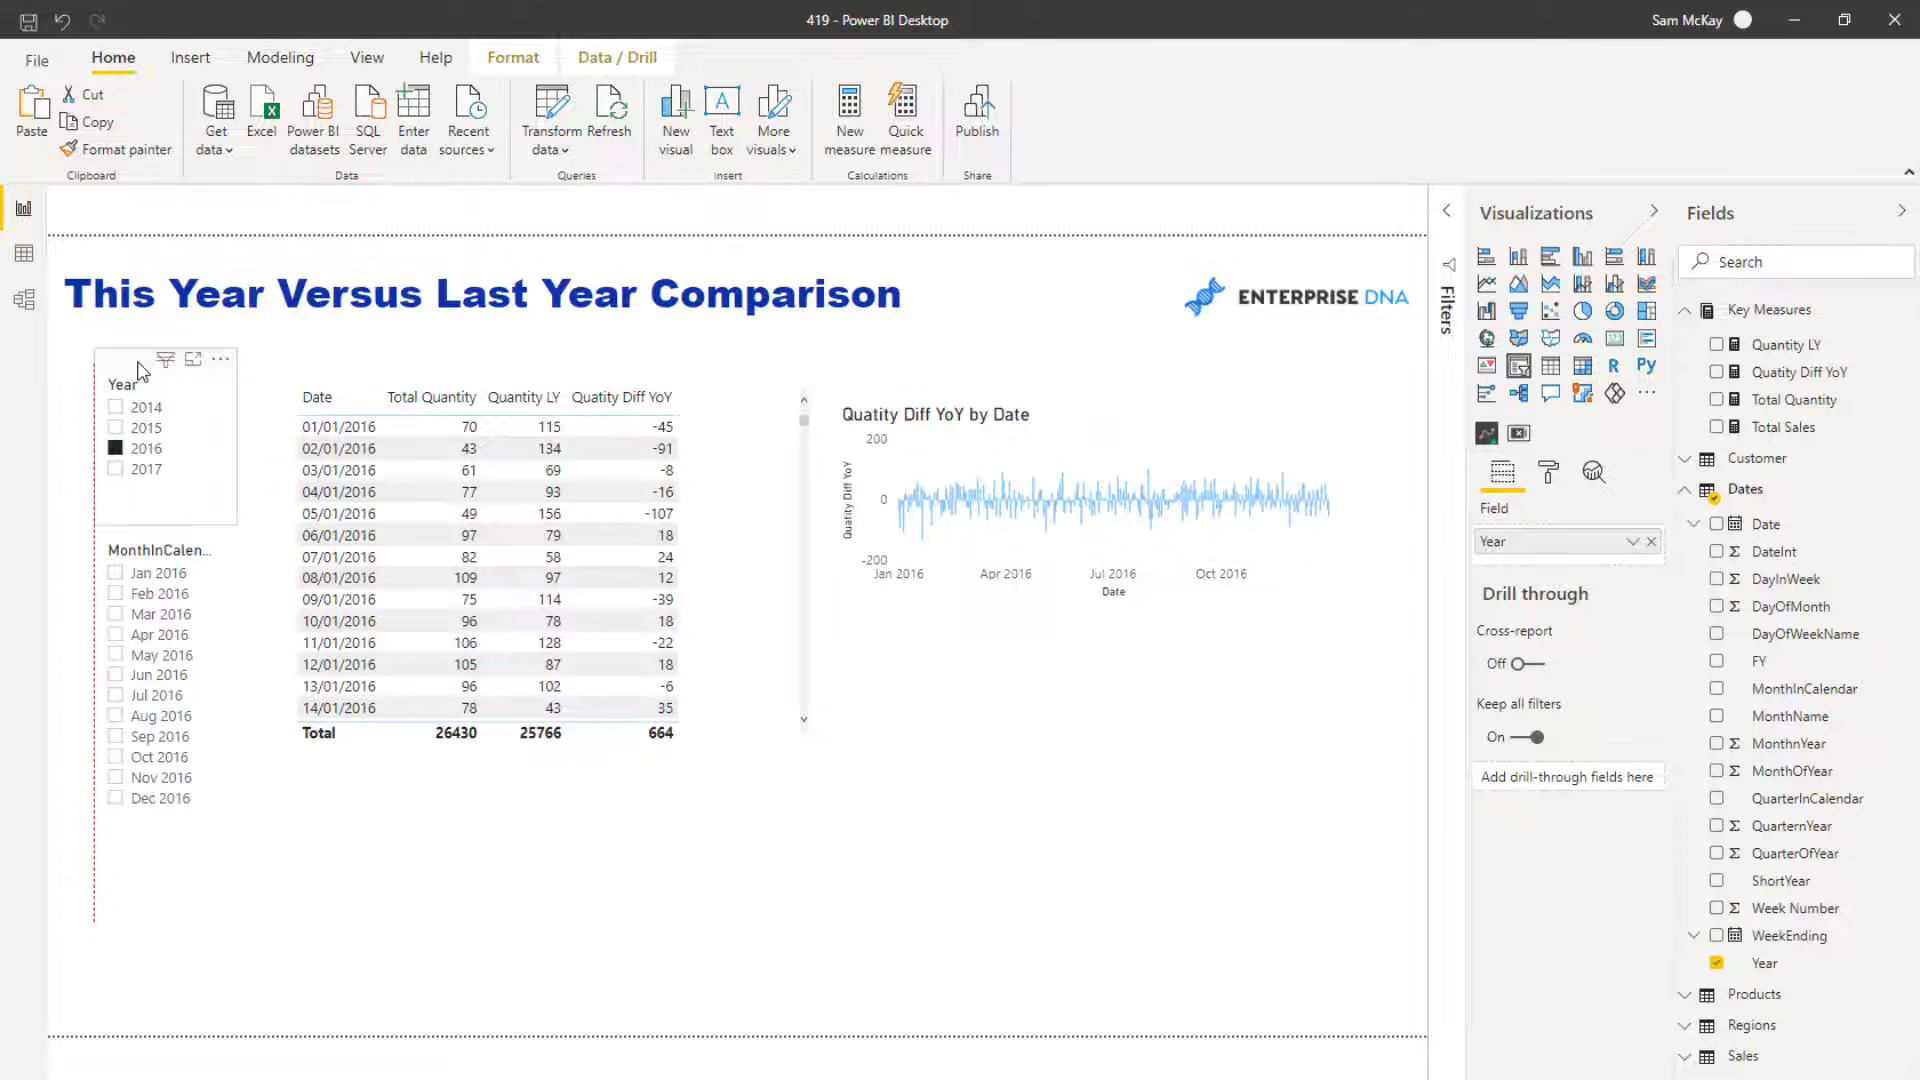 419 - Power BI Desktop
Sam McKay
File Home Insert Modeling View Help Format Data / Drill
Paste
Cut
Copy
Format painter
Clipboard
Get data
Excel
Power BI datasets
SQL Server
Enter data
Recent sources
Data
Transform data
Refresh
Queries
New visual
Text box
More visuals
Insert
New measure
Quick measure
Calculations
Publish
Share
This Year Versus Last Year Comparison
ENTERPRISE DNA
Year
2014
2015
2016
2017
MonthInCalen...
Jan 2016
Feb 2016
Mar 2016
Apr 2016
May 2016
Jun 2016
Jul 2016
Aug 2016
Sep 2016
Oct 2016
Nov 2016
Dec 2016
Date Total Quantity Quantity LY Quatity Diff YoY
01/01/2016 70 115 -45
02/01/2016 43 134 -91
03/01/2016 61 69 -8
04/01/2016 77 93 -16
05/01/2016 49 156 -107
06/01/2016 97 79 18
07/01/2016 82 58 24
08/01/2016 109 97 12
09/01/2016 75 114 -39
10/01/2016 96 78 18
11/01/2016 106 128 -22
12/01/2016 105 87 18
13/01/2016 96 102 -6
14/01/2016 78 43 35
Total 26430 25766 664
Quatity Diff YoY by Date
Quatity Diff YoY
200
0
-200
Jan 2016 Apr 2016 Jul 2016 Oct 2016
Date
Filters
Visualizations
R Py
Field
Year
Drill through
Cross-report
Off
Keep all filters
On
Add drill-through fields here
Fields
Search
Key Measures
Quantity LY
Quatity Diff YoY
Total Quantity
Total Sales
Customer
Dates
Date
DateInt
DayInWeek
DayOfMonth
DayOfWeekName
FY
MonthInCalendar
MonthName
MonthnYear
MonthOfYear
QuarterInCalendar
QuarternYear
QuarterOfYear
ShortYear
Week Number
WeekEnding
Year
Products
Regions
Sales